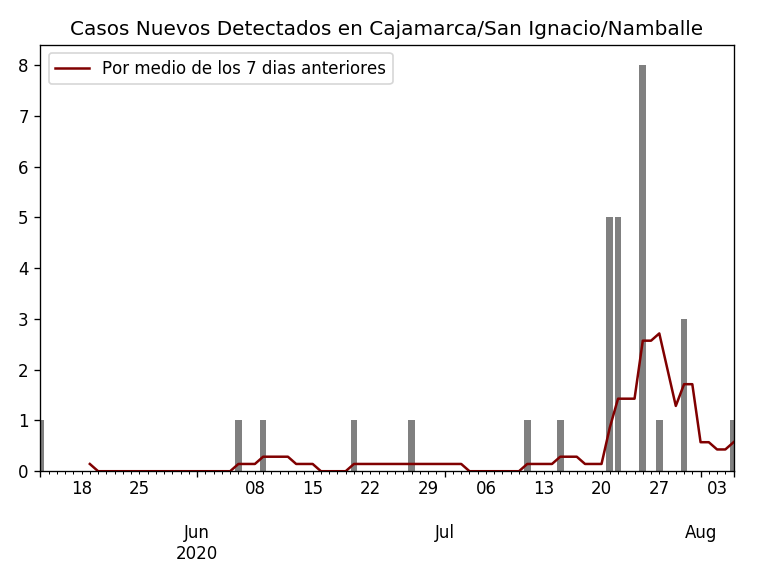 Casos Nuevos Detectados en Cajamarca/San Ignacio/Namballe
Por medio de los 7 dias anteriores
8
7
6
5
4
3
2
1
0
18 25 08 15 22 29 06 13 20 27 03
Jun Jul Aug
2020